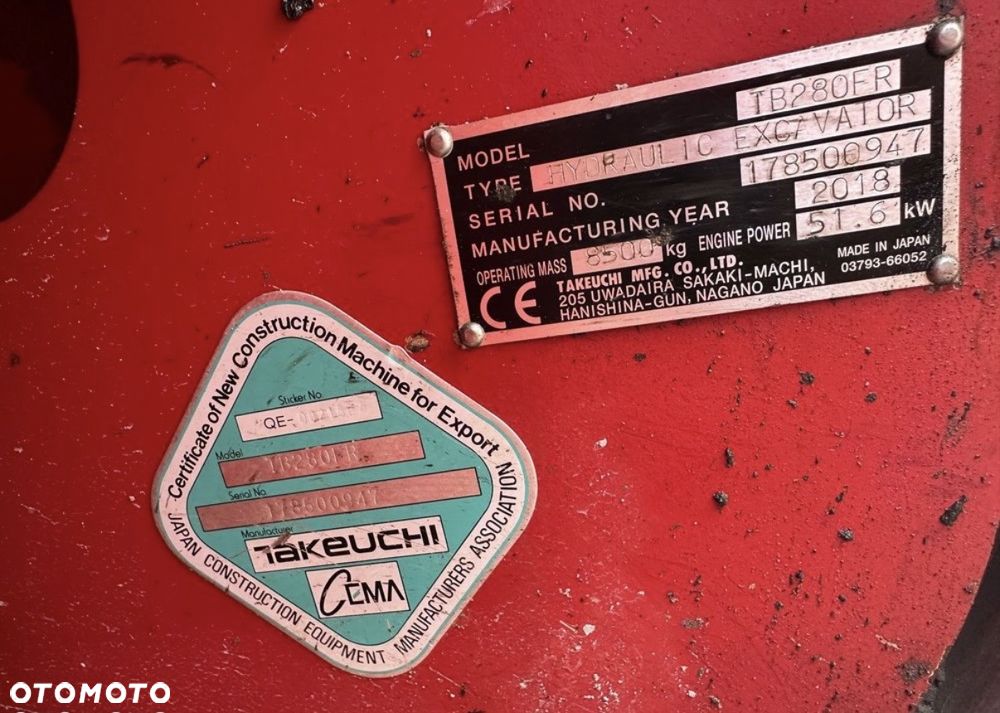 MODEL TB280FR
TYPE HYDRAULIC EXCAVATOR
SERIAL NO. 178500947
MANUFACTURING YEAR 2018
OPERATING MASS 8500 kg ENGINE POWER 51.6 kW
CE
TAKEUCHI MFG. CO., LTD.
205 UWADAIRA SAKAKI-MACHI,
HANISHINA-GUN, NAGANO JAPAN
MADE IN JAPAN
03793-66052
Certificate of New Construction Machine for Export
Sticker No.
QE-
Model
TB280FR
Serial No.
178500947
Manufacturer
TAKEUCHI
CEMA
JAPAN CONSTRUCTION EQUIPMENT MANUFACTURERS ASSOCIATION
OTOMOTO